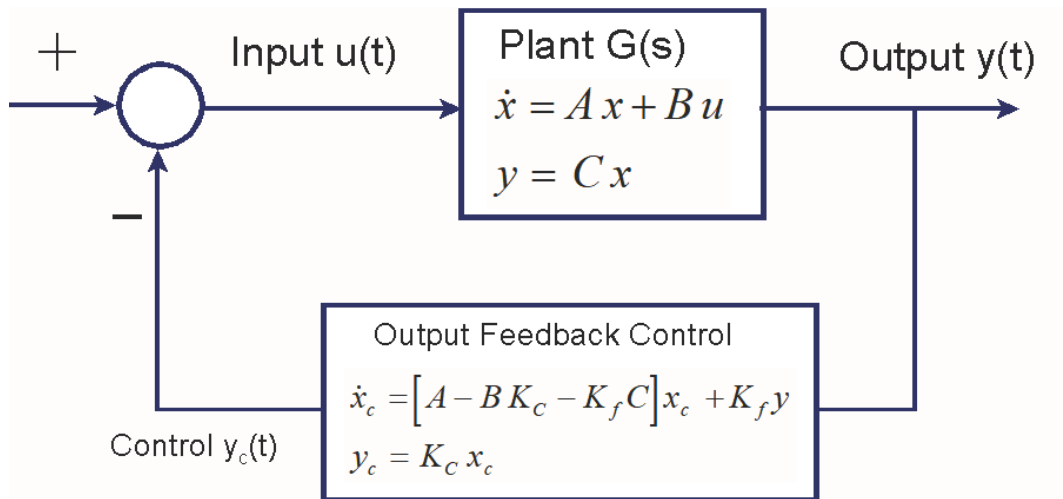 +
Input u(t)
Plant G(s)
ẋ = A x + B u
y = C x
Output y(t)
−
Output Feedback Control
ẋ_c = [A − B K_C − K_f C] x_c + K_f y
y_c = K_C x_c
Control y_c(t)